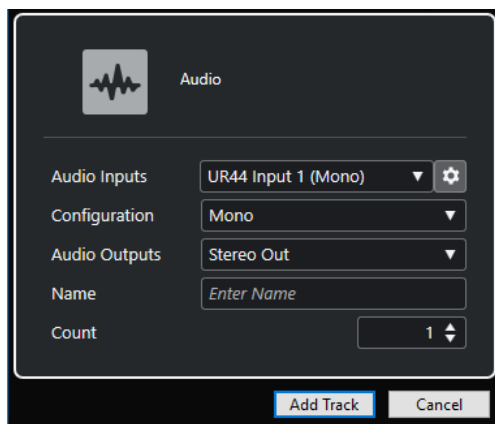 Audio
Audio Inputs UR44 Input 1 (Mono)
Configuration Mono
Audio Outputs Stereo Out
Name Enter Name
Count 1
Add Track Cancel